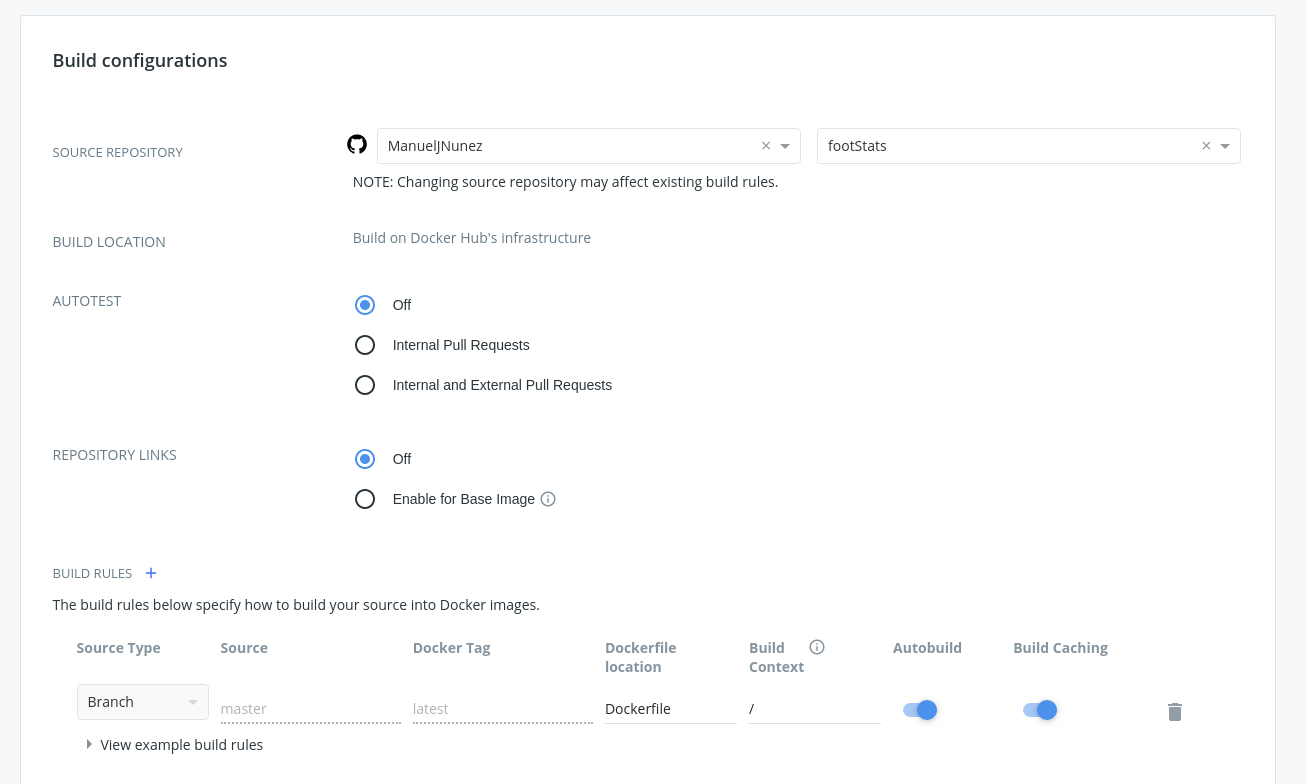 Build configurations
SOURCE REPOSITORY
ManuelJNunez
footStats
NOTE: Changing source repository may affect existing build rules.
BUILD LOCATION
Build on Docker Hub's infrastructure
AUTOTEST
Off
Internal Pull Requests
Internal and External Pull Requests
REPOSITORY LINKS
Off
Enable for Base Image
BUILD RULES
The build rules below specify how to build your source into Docker images.
Source Type
Source
Docker Tag
Dockerfile
location
Build
Context
Autobuild
Build Caching
Branch
master
latest
Dockerfile
/
View example build rules